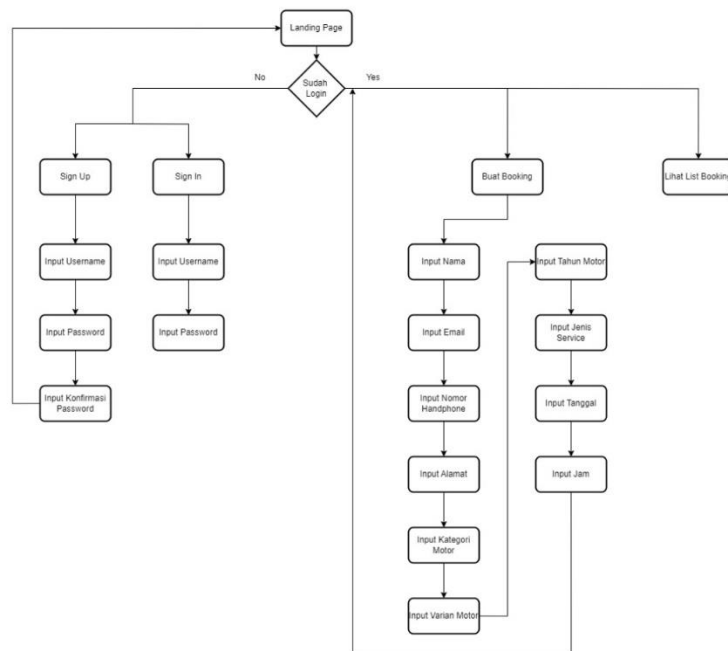 Landing Page
Sudah
Login
No
Yes
Sign Up
Sign In
Buat Booking
Lihat List Booking
Input Username
Input Username
Input Nama
Input Tahun Motor
Input Password
Input Password
Input Email
Input Jenis
Service
Input Konfirmasi
Password
Input Nomor
Handphone
Input Tanggal
Input Alamat
Input Jam
Input Kategori
Motor
Input Varian Motor